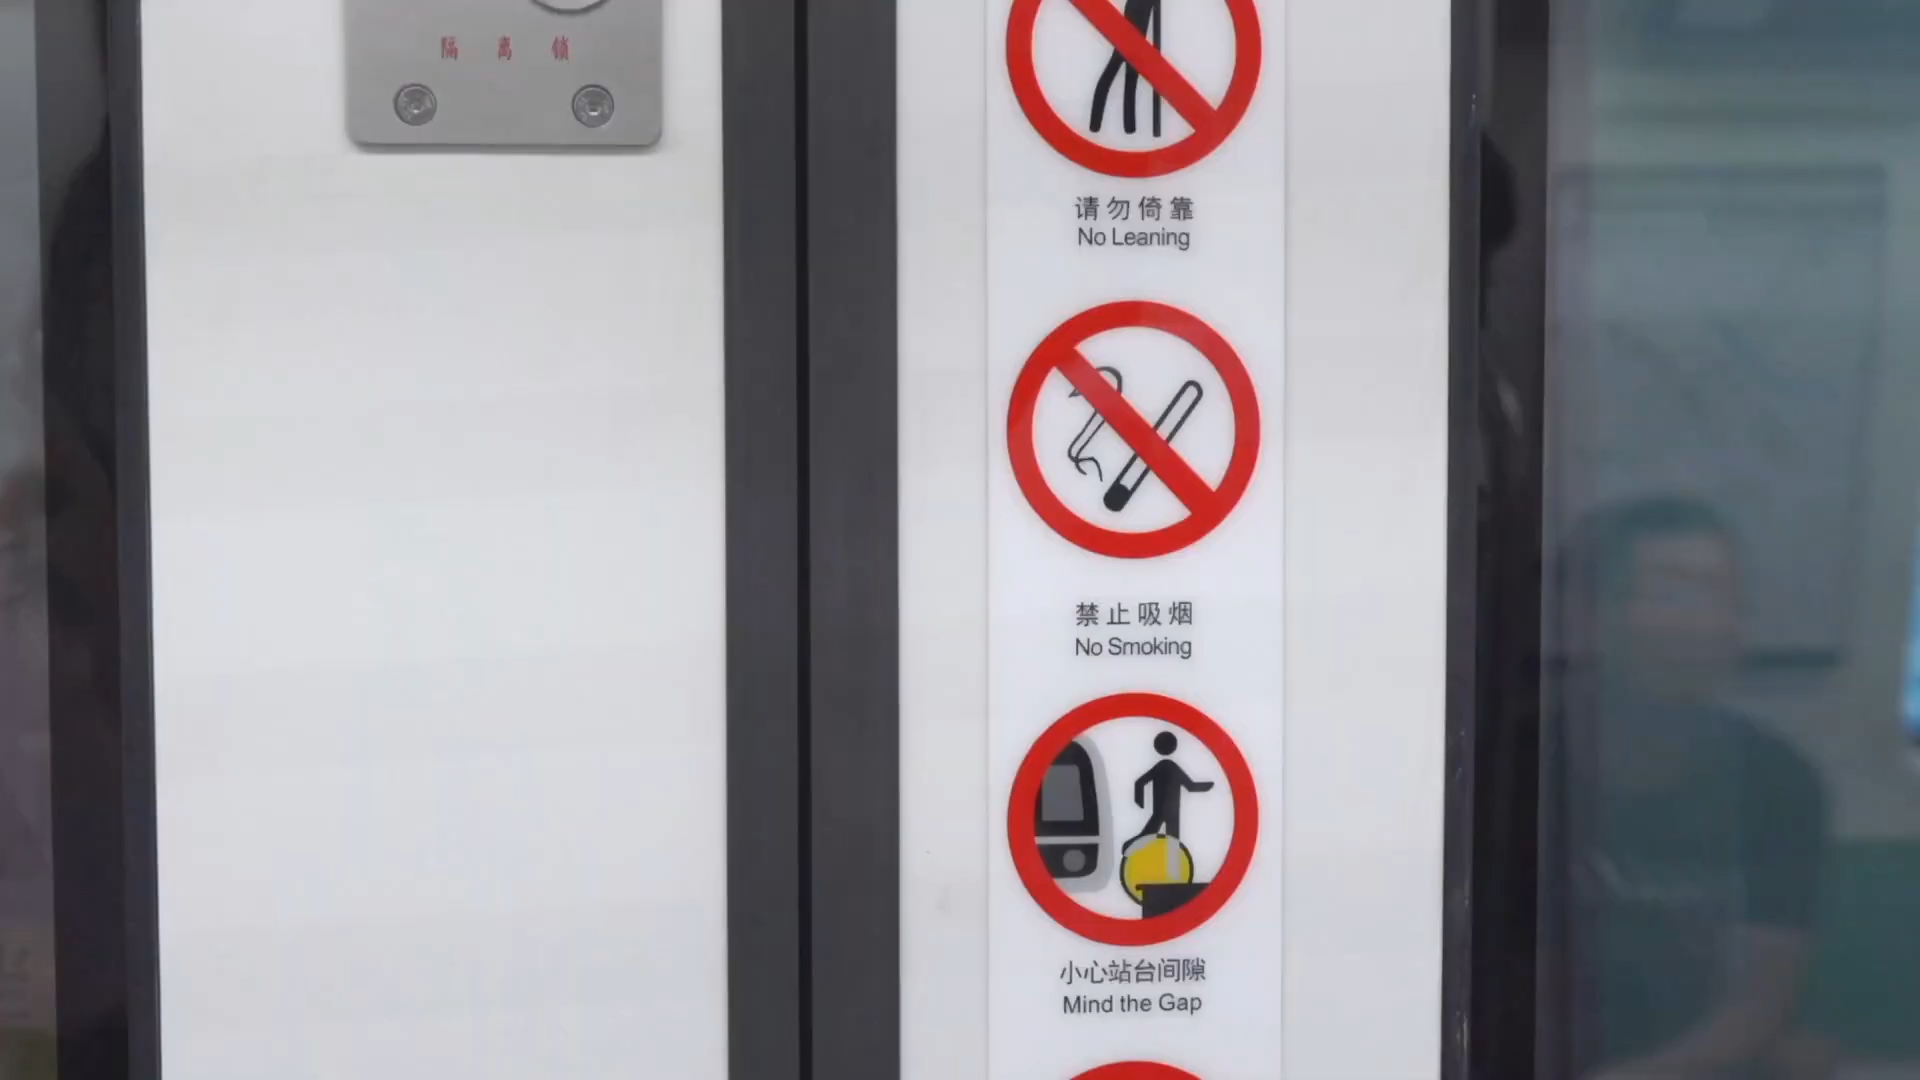 隔离锁
请勿倚靠
No Leaning
禁止吸烟
No Smoking
小心站台间隙
Mind the Gap